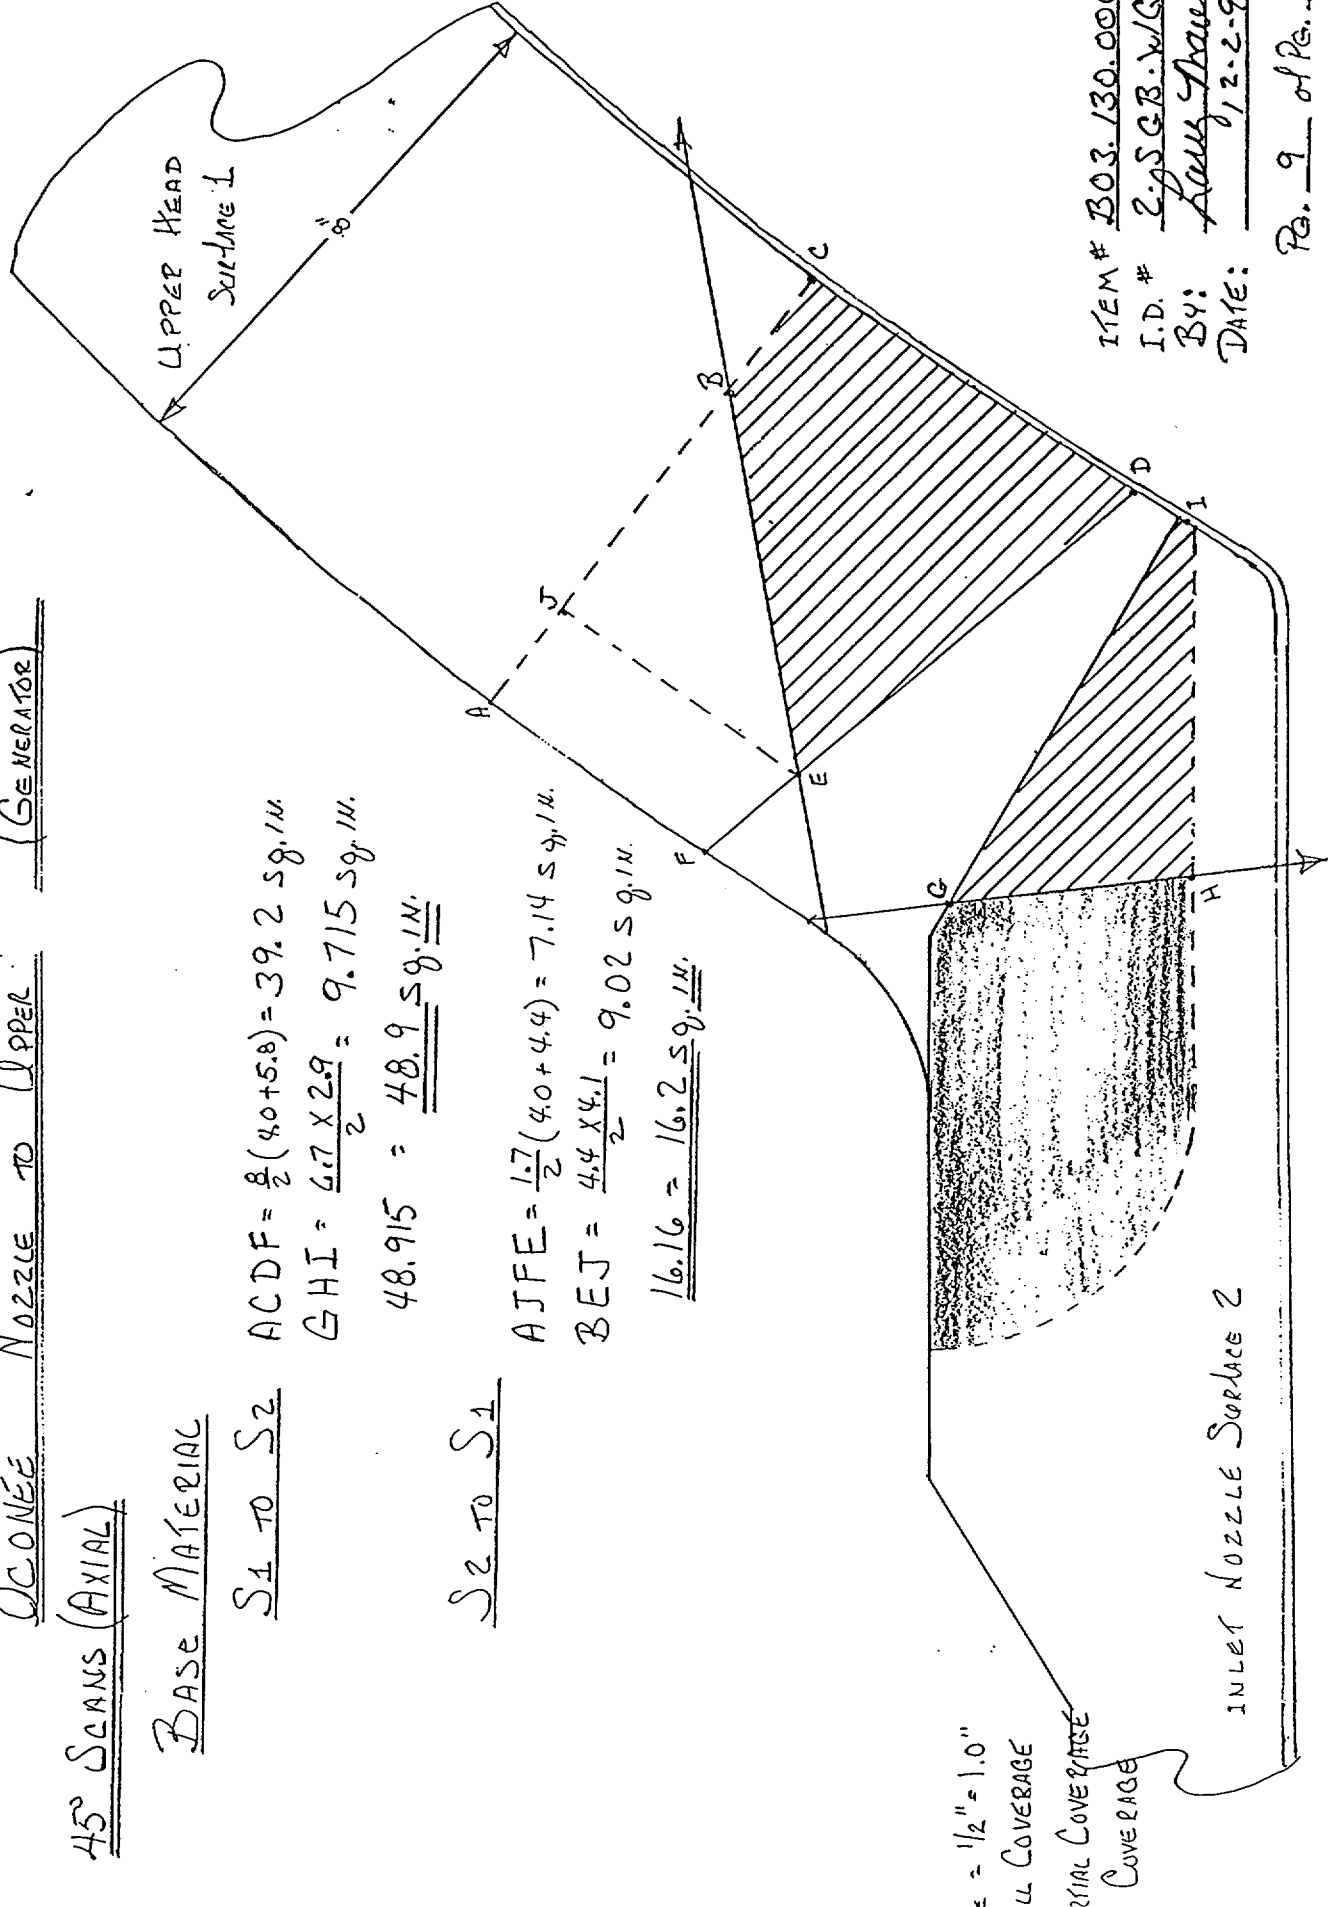 OCONEE NOZZLE TO UPPER (GENERATOR)
45° SCANS (AXIAL)
BASE MATERIAL
S1 TO S2
ACDF = 8/2 (4.0+5.8) = 39.2 sq. IN.
GHI = 6.7 X 2.9 / 2 = 9.715 sq. IN.
48.915 = 48.9 sq. IN.
S2 TO S1
AJFE = 1.7/2 (4.0+4.4) = 7.14 sq. IN.
BEJ = 4.4 X 4.1 / 2 = 9.02 sq. IN.
16.16 = 16.2 sq. IN.
UPPER HEAD
SURFACE 1
8"
A
J
B
C
F
E
D
G
I
H
INLET NOZZLE SURFACE 2
= 1/2" = 1.0"
COVERAGE
COVERAGE
COVERAGE
ITEM # B03.130.00
I.D. # 2-SGB-WG
BY:
DATE: 12-2-9
PG. 9 of PG.